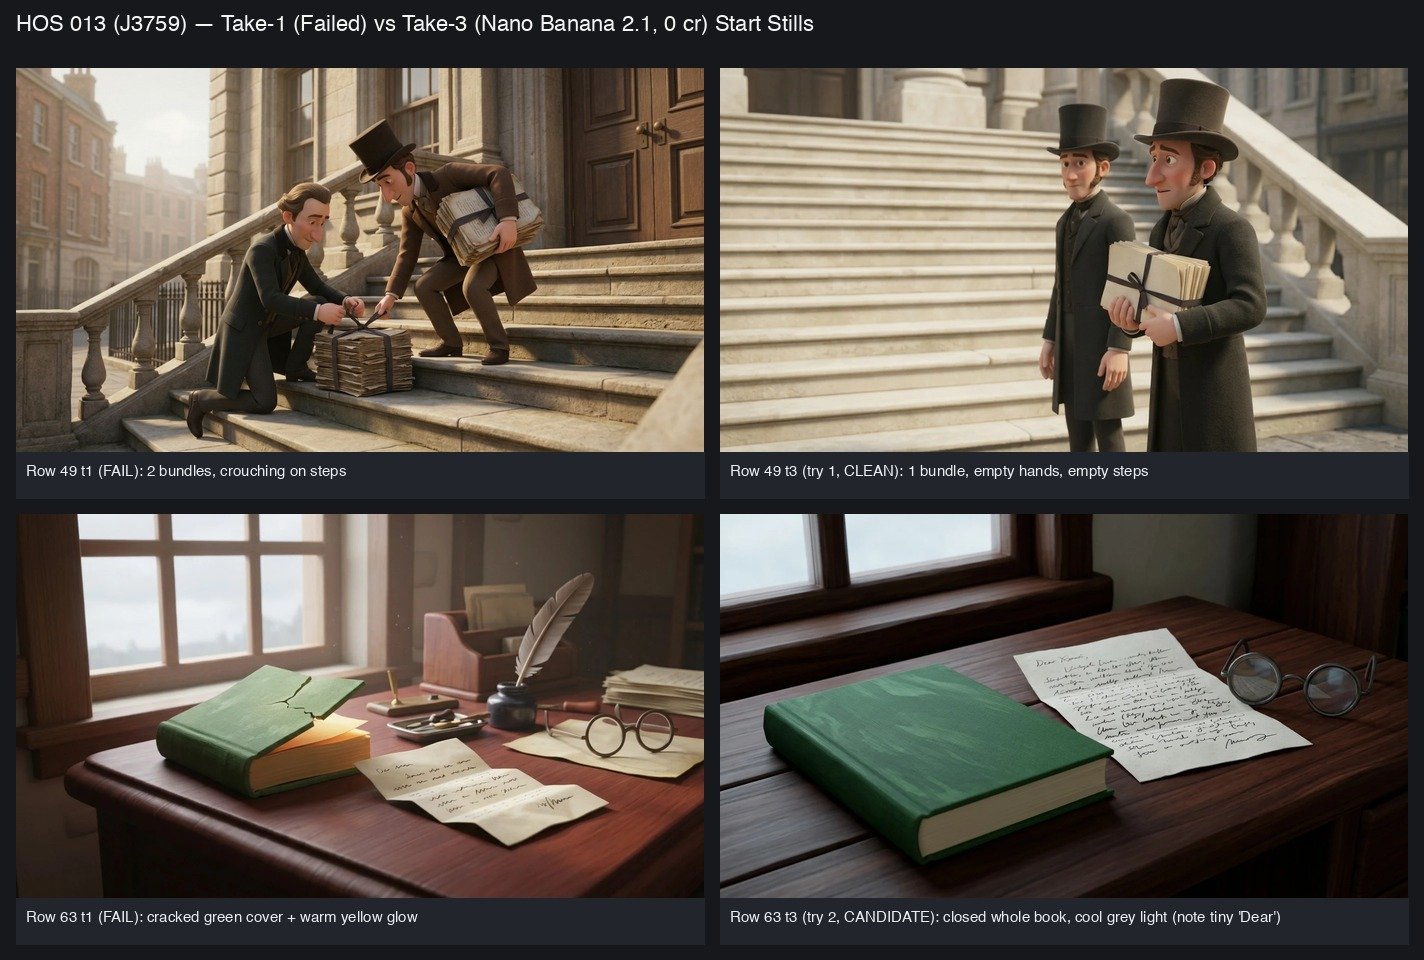 HOS 013 (J3759) — Take-1 (Failed) vs Take-3 (Nano Banana 2.1, 0 cr) Start Stills
Row 49 t1 (FAIL): 2 bundles, crouching on steps
Row 49 t3 (try 1, CLEAN): 1 bundle, empty hands, empty steps
Dear
Row 63 t1 (FAIL): cracked green cover + warm yellow glow
Row 63 t3 (try 2, CANDIDATE): closed whole book, cool grey light (note tiny 'Dear')